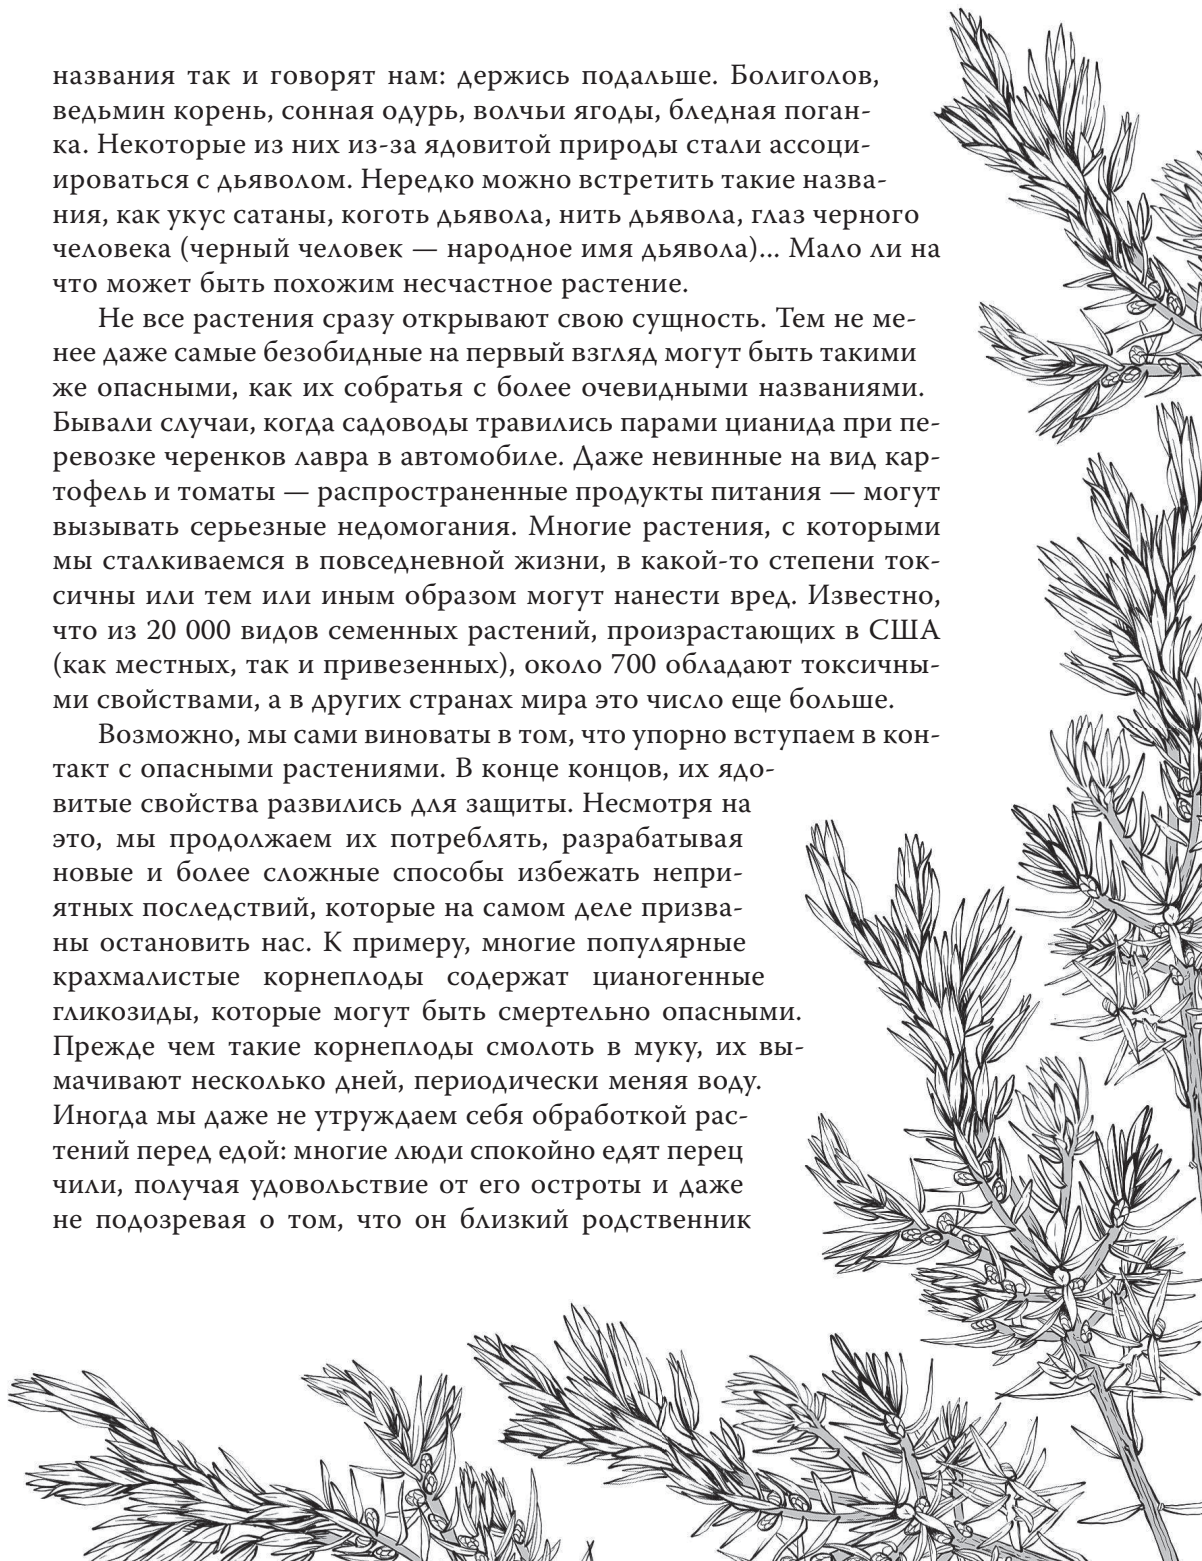 названия так и говорят нам: держись подальше. Болиголов,
ведьмин корень, сонная одурь, волчьи ягоды, бледная поган-
ка. Некоторые из них из-за ядовитой природы стали ассоци-
ироваться с дьяволом. Нередко можно встретить такие назва-
ния, как укус сатаны, коготь дьявола, нить дьявола, глаз черного
человека (черный человек — народное имя дьявола)... Мало ли на
что может быть похожим несчастное растение.
Не все растения сразу открывают свою сущность. Тем не ме-
нее даже самые безобидные на первый взгляд могут быть такими
же опасными, как их собратья с более очевидными названиями.
Бывали случаи, когда садоводы травились парами цианида при пе-
ревозке черенков лавра в автомобиле. Даже невинные на вид кар-
тофель и томаты — распространенные продукты питания — могут
вызывать серьезные недомогания. Многие растения, с которыми
мы сталкиваемся в повседневной жизни, в какой-то степени ток-
сичны или тем или иным образом могут нанести вред. Известно,
что из 20 000 видов семенных растений, произрастающих в США
(как местных, так и привезенных), около 700 обладают токсичны-
ми свойствами, а в других странах мира это число еще больше.
Возможно, мы сами виноваты в том, что упорно вступаем в кон-
такт с опасными растениями. В конце концов, их ядо-
витые свойства развились для защиты. Несмотря на
это, мы продолжаем их потреблять, разрабатывая
новые и более сложные способы избежать непри-
ятных последствий, которые на самом деле призва-
ны остановить нас. К примеру, многие популярные
крахмалистые корнеплоды содержат цианогенные
гликозиды, которые могут быть смертельно опасными.
Прежде чем такие корнеплоды смолоть в муку, их вы-
мачивают несколько дней, периодически меняя воду.
Иногда мы даже не утруждаем себя обработкой рас-
тений перед едой: многие люди спокойно едят перец
чили, получая удовольствие от его остроты и даже
не подозревая о том, что он близкий родственник